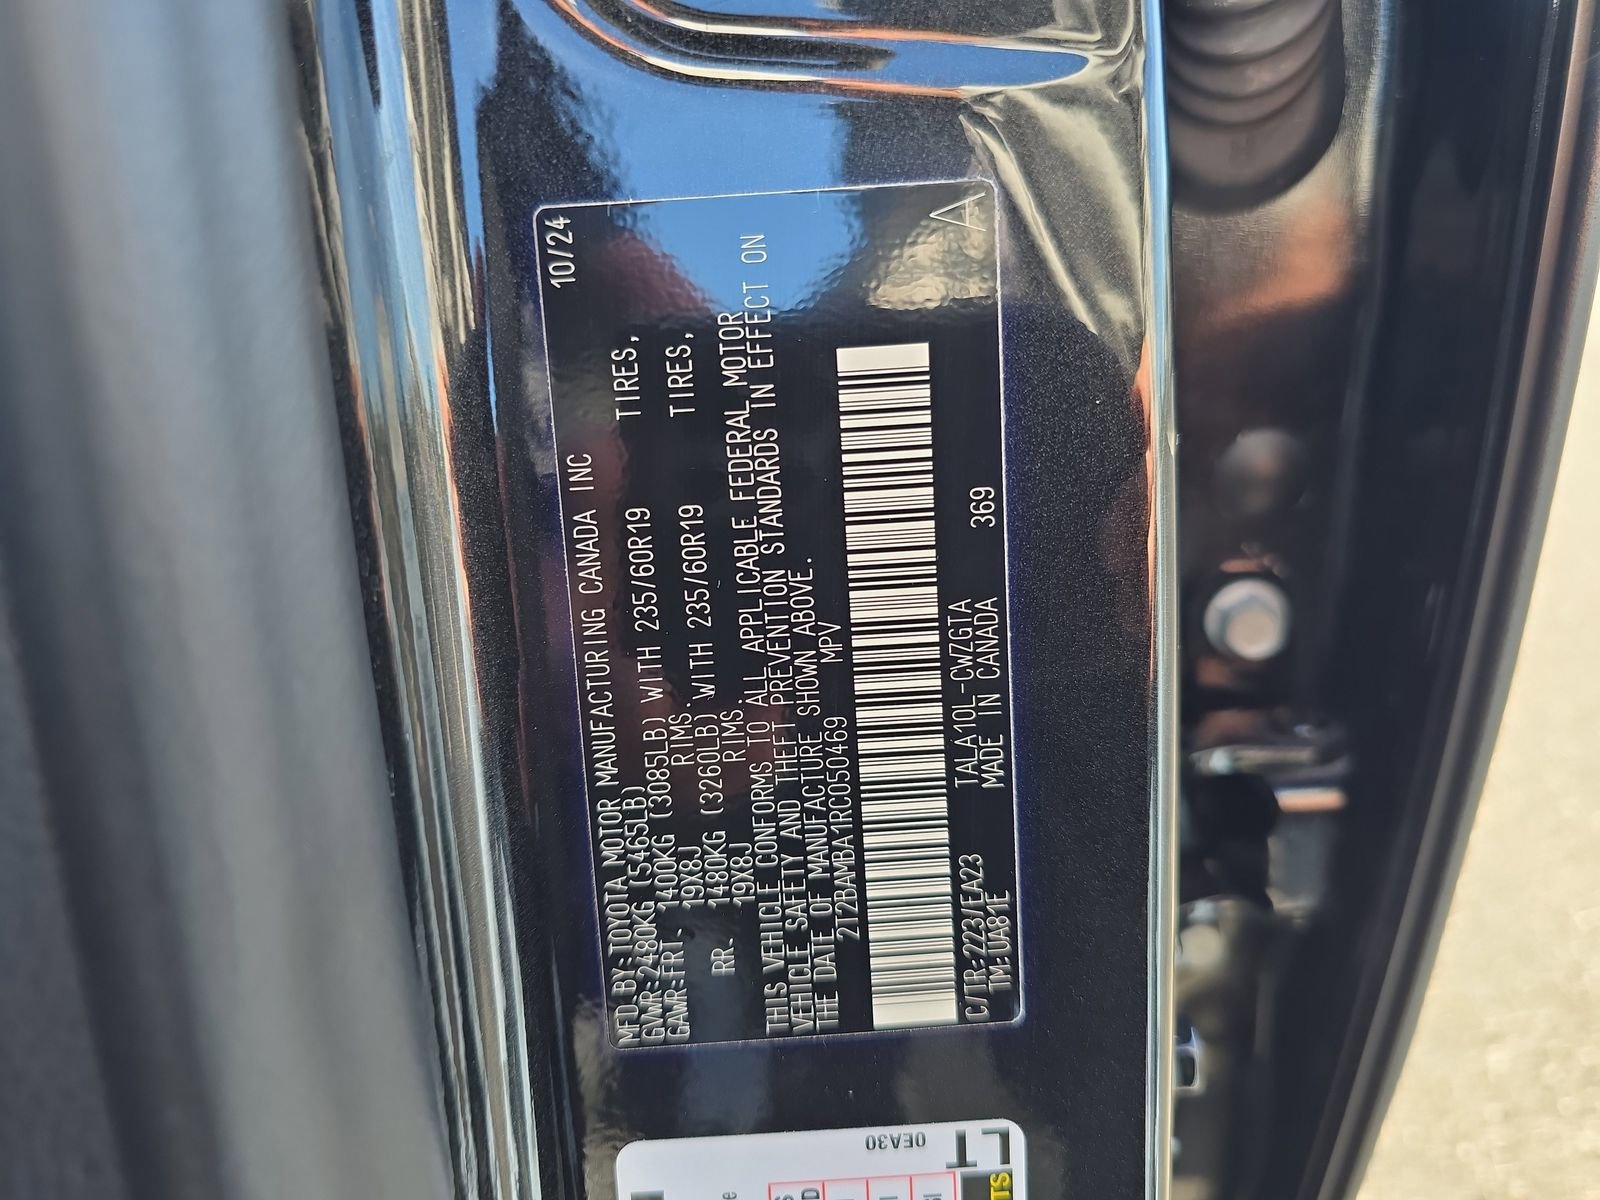 10/24
MFD.BY:TOYOTA MOTOR MANUFACTURING CANADA INC
GVWR:2480KG (5465LB)
GAWR:FRT. 1400KG (3085LB) WITH 235/60R19 TIRES,
19X8J RIMS.
RR. 1480KG (3260LB) WITH 235/60R19 TIRES,
19X8J RIMS.
THIS VEHICLE CONFORMS TO ALL APPLICABLE FEDERAL MOTOR
VEHICLE SAFETY AND THEFT PREVENTION STANDARDS IN EFFECT ON
THE DATE OF MANUFACTURE SHOWN ABOVE.
2T2BAMBA1RC050469 MPV
C/TR:223/EA23 TALA10L-CWZGTA 369
TM:UA81E MADE IN CANADA
A
0EA30
LT
TS